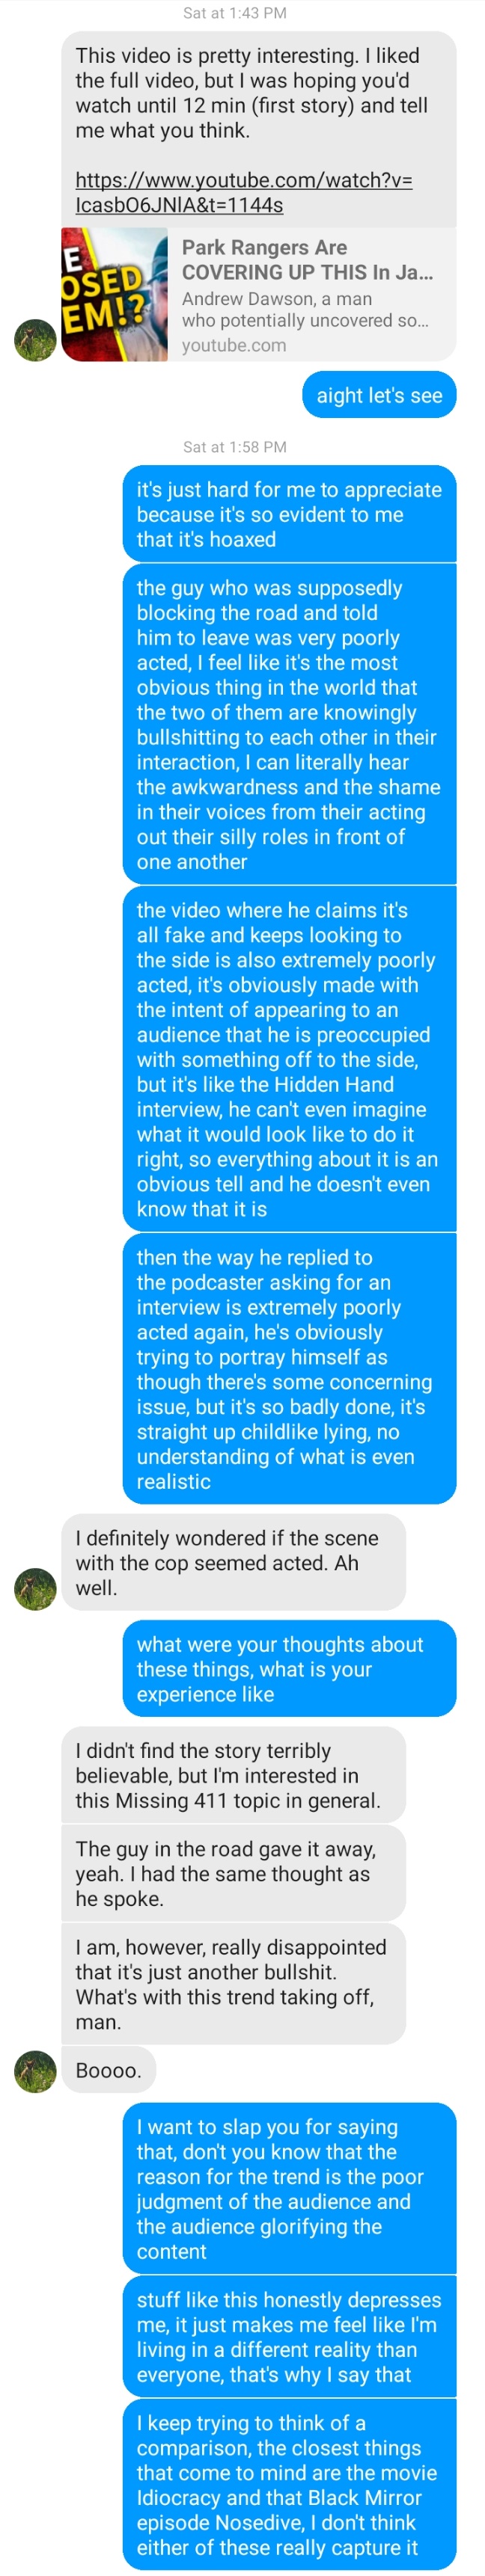 Sat at 1:43 PM
This video is pretty interesting. I liked
the full video, but I was hoping you'd
watch until 12 min (first story) and tell
me what you think.
https://www.youtube.com/watch?v=
IcasbO6JNlA&t=1144s
E
OSED
EM!?
Park Rangers Are
COVERING UP THIS In Ja...
Andrew Dawson, a man
who potentially uncovered so...
youtube.com
aight let's see
Sat at 1:58 PM
it's just hard for me to appreciate
because it's so evident to me
that it's hoaxed
the guy who was supposedly
blocking the road and told
him to leave was very poorly
acted, I feel like it's the most
obvious thing in the world that
the two of them are knowingly
bullshitting to each other in their
interaction, I can literally hear
the awkwardness and the shame
in their voices from their acting
out their silly roles in front of
one another
the video where he claims it's
all fake and keeps looking to
the side is also extremely poorly
acted, it's obviously made with
the intent of appearing to an
audience that he is preoccupied
with something off to the side,
but it's like the Hidden Hand
interview, he can't even imagine
what it would look like to do it
right, so everything about it is an
obvious tell and he doesn't even
know that it is
then the way he replied to
the podcaster asking for an
interview is extremely poorly
acted again, he's obviously
trying to portray himself as
though there's some concerning
issue, but it's so badly done, it's
straight up childlike lying, no
understanding of what is even
realistic
I definitely wondered if the scene
with the cop seemed acted. Ah
well.
what were your thoughts about
these things, what is your
experience like
I didn't find the story terribly
believable, but I'm interested in
this Missing 411 topic in general.
The guy in the road gave it away,
yeah. I had the same thought as
he spoke.
I am, however, really disappointed
that it's just another bullshit.
What's with this trend taking off,
man.
Boooo.
I want to slap you for saying
that, don't you know that the
reason for the trend is the poor
judgment of the audience and
the audience glorifying the
content
stuff like this honestly depresses
me, it just makes me feel like I'm
living in a different reality than
everyone, that's why I say that
I keep trying to think of a
comparison, the closest things
that come to mind are the movie
Idiocracy and that Black Mirror
episode Nosedive, I don't think
either of these really capture it